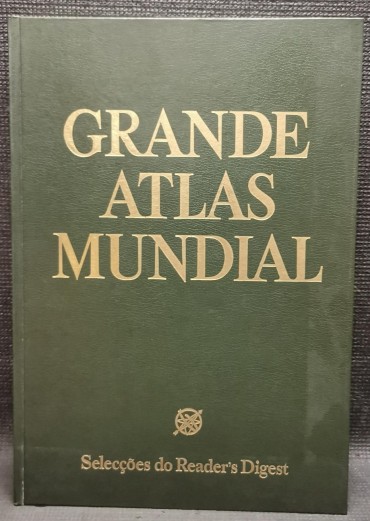 GRANDE
ATLAS
MUNDIAL
Selecções do Reader's Digest